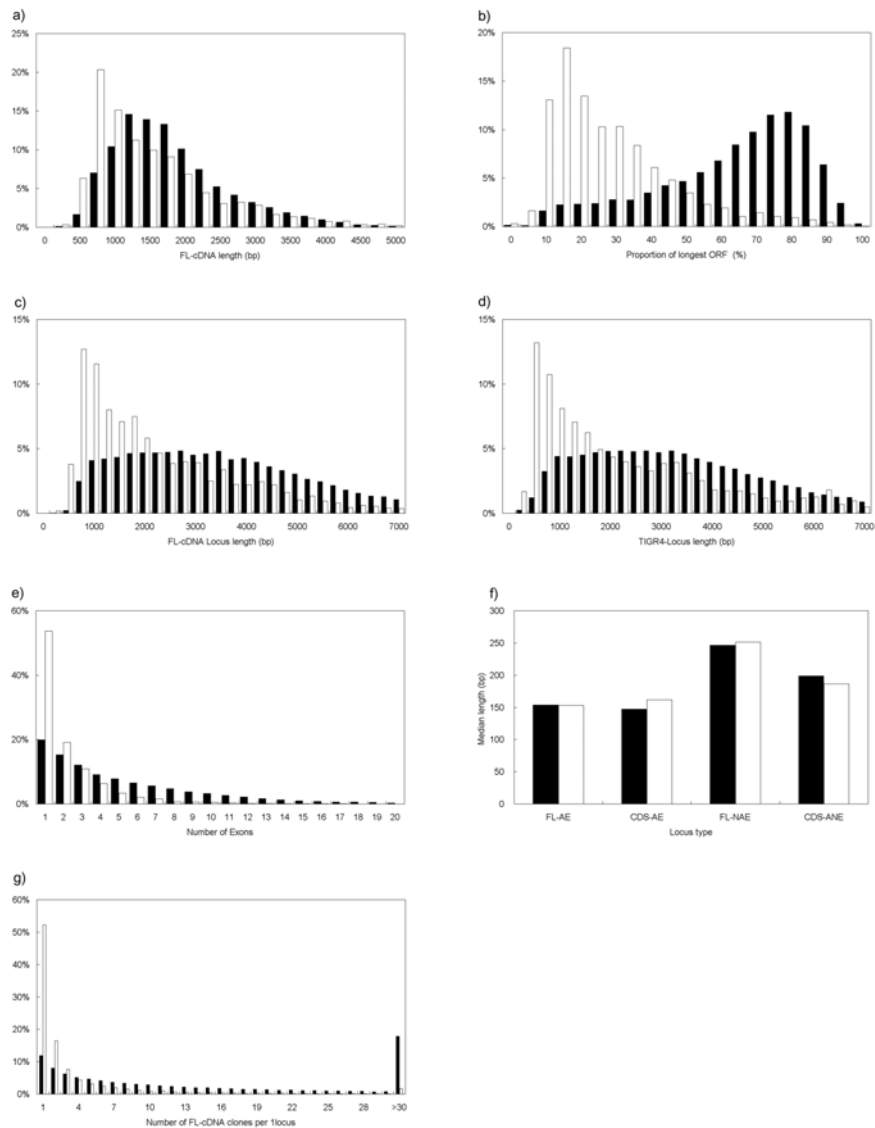 a)
25%
20%
15%
10%
5%
0%
0 500 1000 1500 2000 2500 3000 3500 4000 4500 5000
FL-cDNA length (bp)
b)
20%
15%
10%
5%
0%
0 10 20 30 40 50 60 70 80 90 100
Proportion of longest ORF (%)
c)
15%
10%
5%
0%
0 1000 2000 3000 4000 5000 6000 7000
FL-cDNA Locus length (bp)
d)
15%
10%
5%
0%
0 1000 2000 3000 4000 5000 6000 7000
TIGR4-Locus length (bp)
e)
60%
40%
20%
0%
1 2 3 4 5 6 7 8 9 10 11 12 13 14 15 16 17 18 19 20
Number of Exons
f)
300
250
200
150
100
50
0
Median length (bp)
FL-AE CDS-AE FL-NAE CDS-ANE
Locus type
g)
60%
50%
40%
30%
20%
10%
0%
1 4 7 10 13 16 19 22 25 28 >30
Number of FL-cDNA clones per 1locus